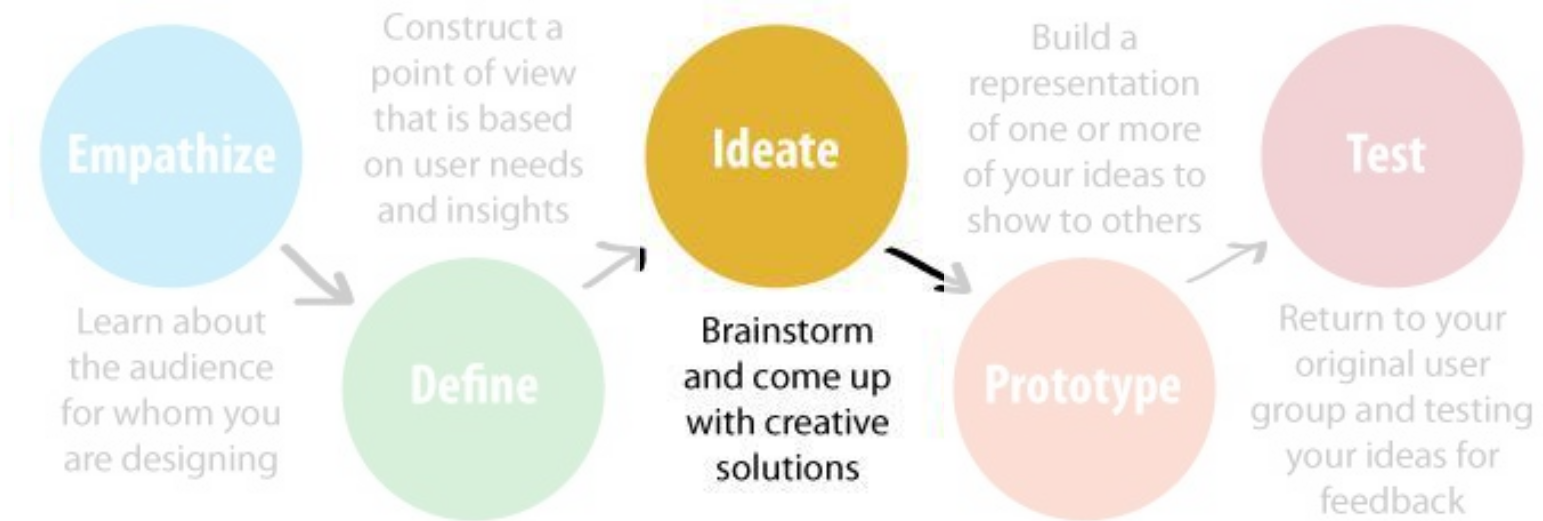 Empathize
Learn about
the audience
for whom you
are designing
Construct a
point of view
that is based
on user needs
and insights
Define
Ideate
Brainstorm
and come up
with creative
solutions
Build a
representation
of one or more
of your ideas to
show to others
Prototype
Test
Return to your
original user
group and testing
your ideas for
feedback